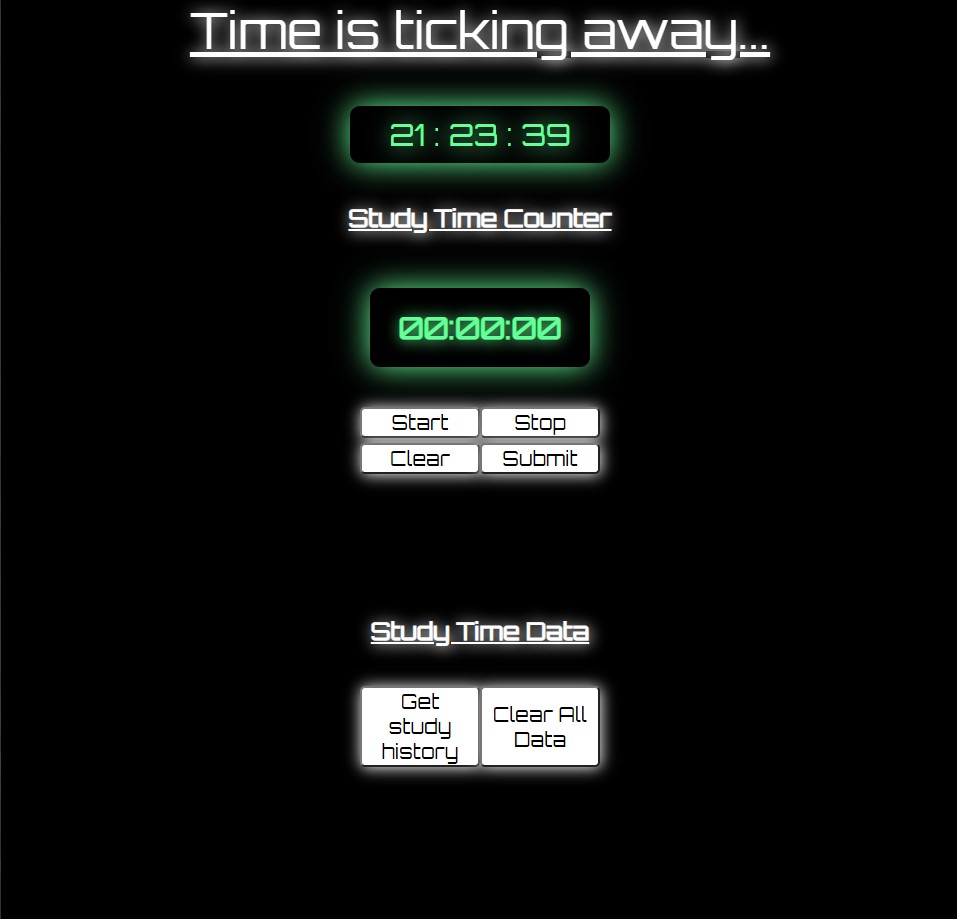 Time is ticking away...
21 : 23 : 39
Study Time Counter
00:00:00
Start Stop
Clear Submit
Study Time Data
Get
study
history
Clear All
Data